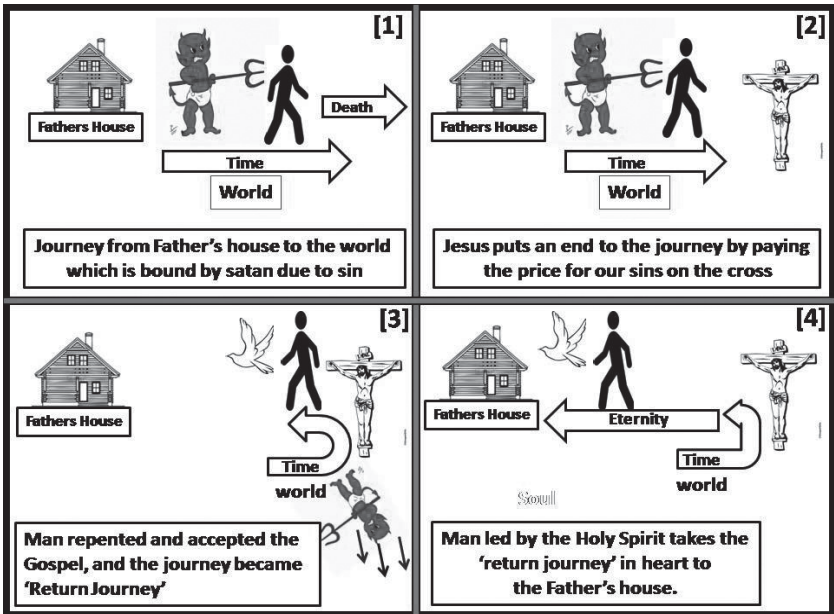 [1]
Fathers House
Death
Time
World
Journey from Father's house to the world
which is bound by satan due to sin
[2]
Fathers House
Time
World
Jesus puts an end to the journey by paying
the price for our sins on the cross
[3]
Fathers House
Time
world
Man repented and accepted the
Gospel, and the journey became
‘Return Journey’
[4]
Fathers House
Eternity
Time
world
Soul
Man led by the Holy Spirit takes the
‘return journey’ in heart to
the Father's house.